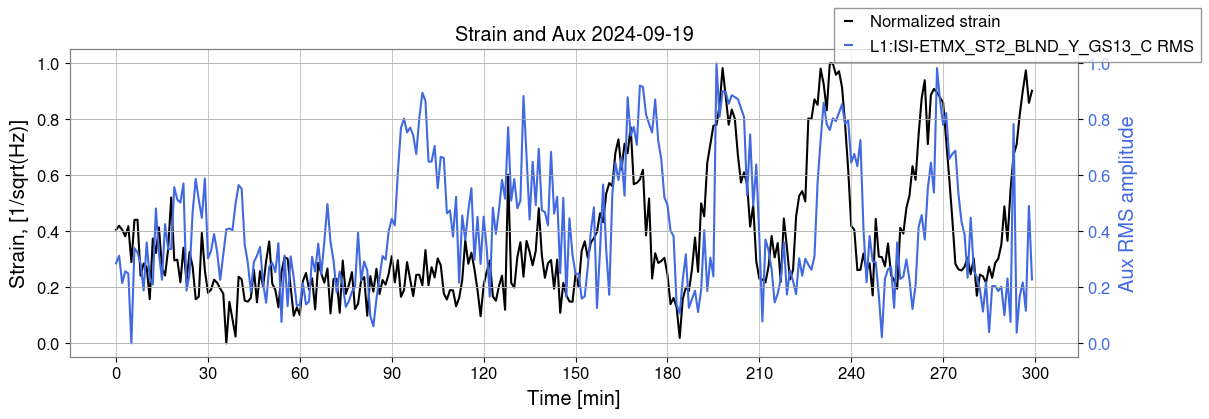 Strain and Aux 2024-09-19
Normalized strain
L1:ISI-ETMX_ST2_BLND_Y_GS13_C RMS
Strain, [1/sqrt(Hz)]
1.0
0.8
0.6
0.4
0.2
0.0
1.0
0.8
0.6
0.4
0.2
0.0
Aux RMS amplitude
0 30 60 90 120 150 180 210 240 270 300
Time [min]